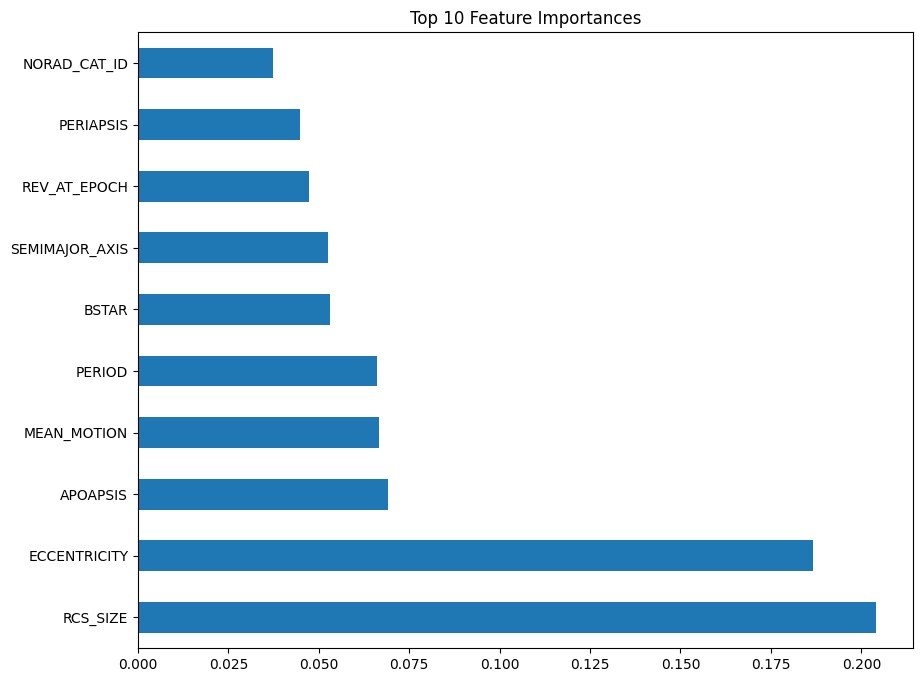 Top 10 Feature Importances
NORAD_CAT_ID
PERIAPSIS
REV_AT_EPOCH
SEMIMAJOR_AXIS
BSTAR
PERIOD
MEAN_MOTION
APOAPSIS
ECCENTRICITY
RCS_SIZE
0.000 0.025 0.050 0.075 0.100 0.125 0.150 0.175 0.200